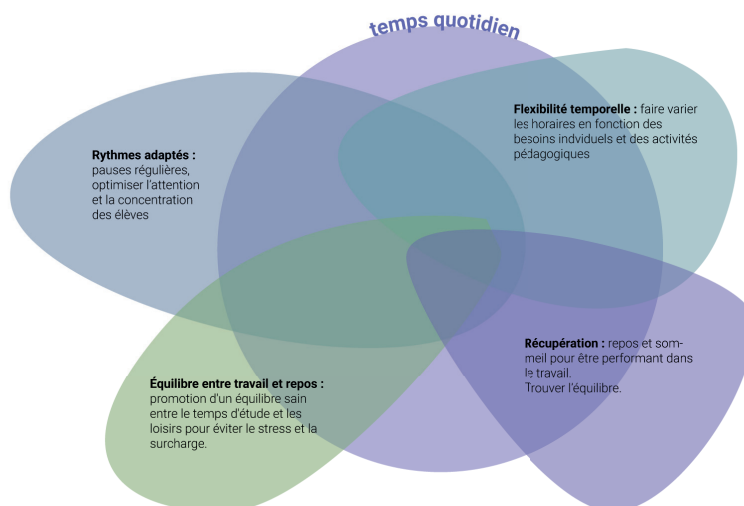 temps quotidien
Flexibilité temporelle : faire varier
les horaires en fonction des
besoins indviduels et des activités
pédagogiques
Rythmes adaptés :
pauses régulières,
optimiser l'attention
et la concentration
des élèves
Récupération : repos et som-
meil pour être performant dans
le travail.
Trouver l'équilibre.
Équilibre entre travail et repos :
promotion d'un équilibre sain
entre le temps d'étude et les
loisirs pour éviter le stress et la
surcharge.